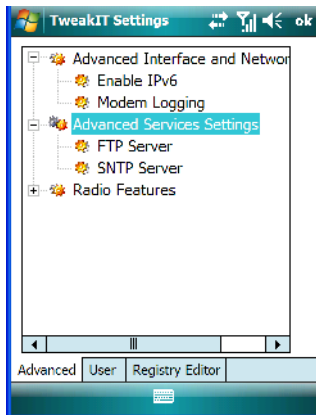 TweakIT Settings ok
Advanced Interface and Networ
Enable IPv6
Modem Logging
Advanced Services Settings
FTP Server
SNTP Server
Radio Features
Advanced User Registry Editor